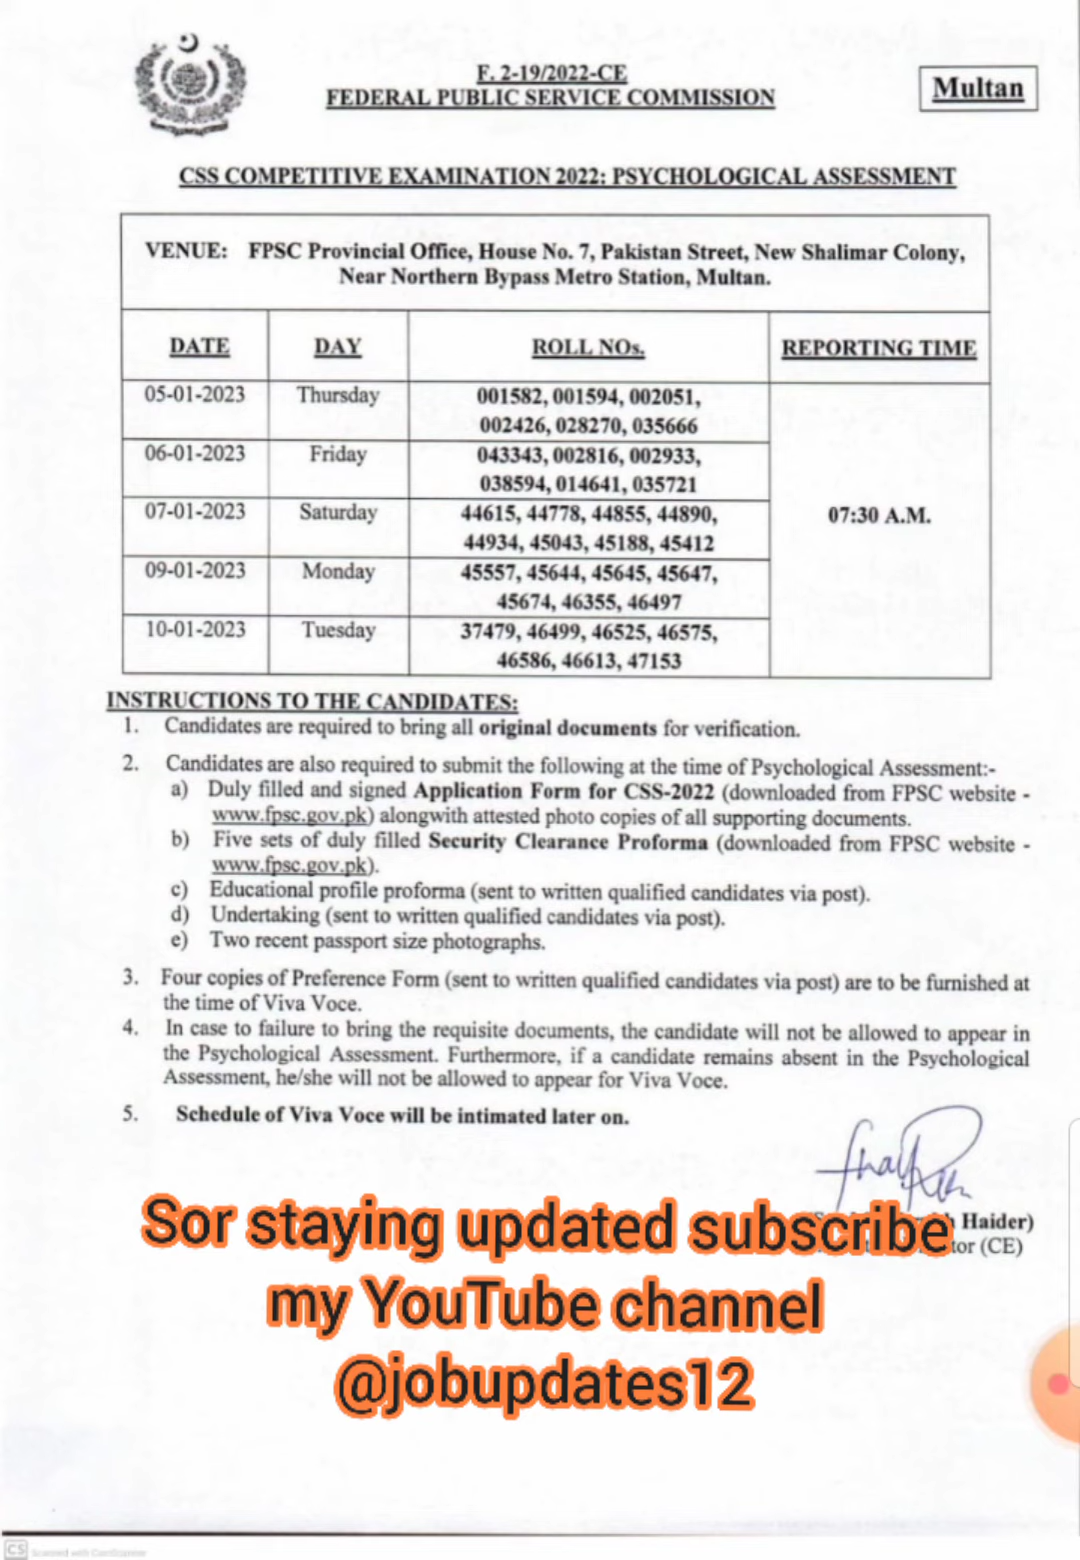 F. 2-19/2022-CE
FEDERAL PUBLIC SERVICE COMMISSION
Multan
CSS COMPETITIVE EXAMINATION 2022: PSYCHOLOGICAL ASSESSMENT
VENUE: FPSC Provincial Office, House No. 7, Pakistan Street, New Shalimar Colony,
Near Northern Bypass Metro Station, Multan.
DATE DAY ROLL NOs. REPORTING TIME
05-01-2023 Thursday 001582, 001594, 002051,
002426, 028270, 035666
06-01-2023 Friday 043343, 002816, 002933,
038594, 014641, 035721
07-01-2023 Saturday 44615, 44778, 44855, 44890,
07:30 A.M.
44934, 45043, 45188, 45412
09-01-2023 Monday 45557, 45644, 45645, 45647,
45674, 46355, 46497
10-01-2023 Tuesday 37479, 46499, 46525, 46575,
46586, 46613, 47153
INSTRUCTIONS TO THE CANDIDATES:
1. Candidates are required to bring all original documents for verification.
2. Candidates are also required to submit the following at the time of Psychological Assessment:-
a) Duly filled and signed Application Form for CSS-2022 (downloaded from FPSC website -
www.fpsc.gov.pk) alongwith attested photo copies of all supporting documents.
b) Five sets of duly filled Security Clearance Proforma (downloaded from FPSC website -
www.fpsc.gov.pk).
c) Educational profile proforma (sent to written qualified candidates via post).
d) Undertaking (sent to written qualified candidates via post).
e) Two recent passport size photographs.
3. Four copies of Preference Form (sent to written qualified candidates via post) are to be furnished at
the time of Viva Voce.
4. In case to failure to bring the requisite documents, the candidate will not be allowed to appear in
the Psychological Assessment. Furthermore, if a candidate remains absent in the Psychological
Assessment, he/she will not be allowed to appear for Viva Voce.
5. Schedule of Viva Voce will be intimated later on.
Haider)
(CE)
Sor staying updated subscribe
my YouTube channel
@jobupdates12
CS Scanned with CamScanner